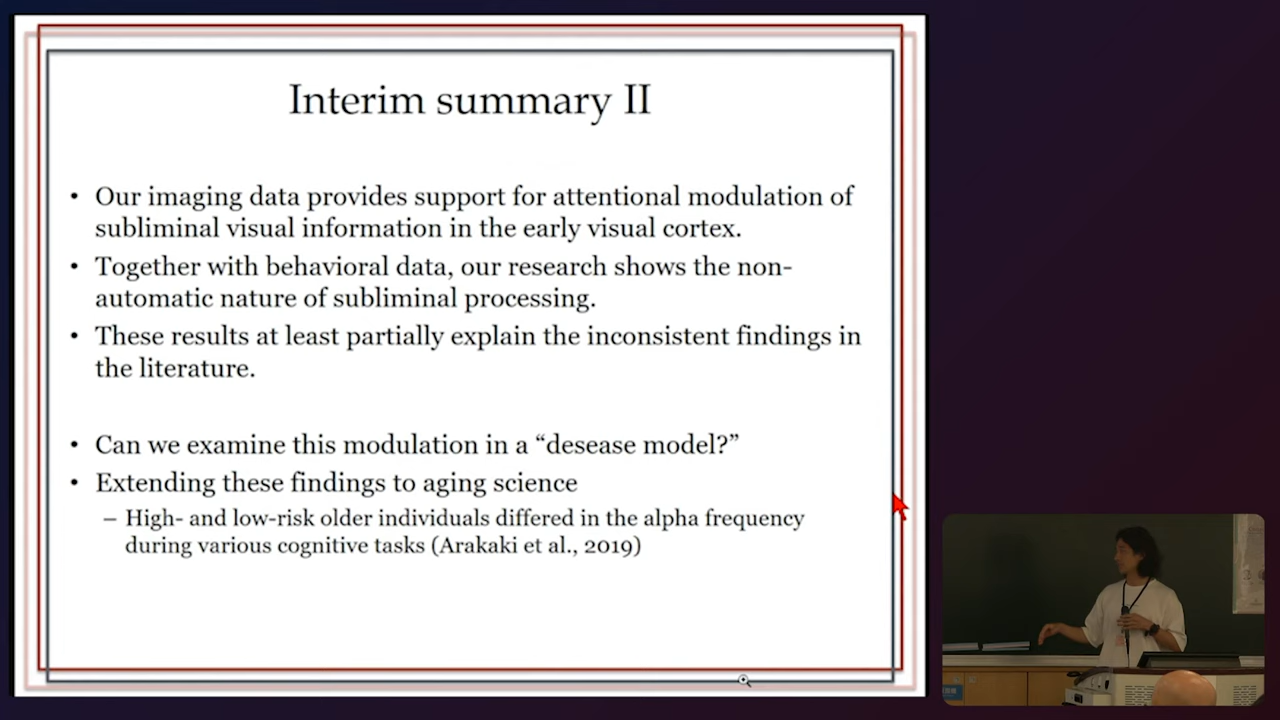 Interim summary II
• Our imaging data provides support for attentional modulation of
subliminal visual information in the early visual cortex.
• Together with behavioral data, our research shows the non-
automatic nature of subliminal processing.
• These results at least partially explain the inconsistent findings in
the literature.
• Can we examine this modulation in a “desease model?”
• Extending these findings to aging science
– High- and low-risk older individuals differed in the alpha frequency
during various cognitive tasks (Arakaki et al., 2019)